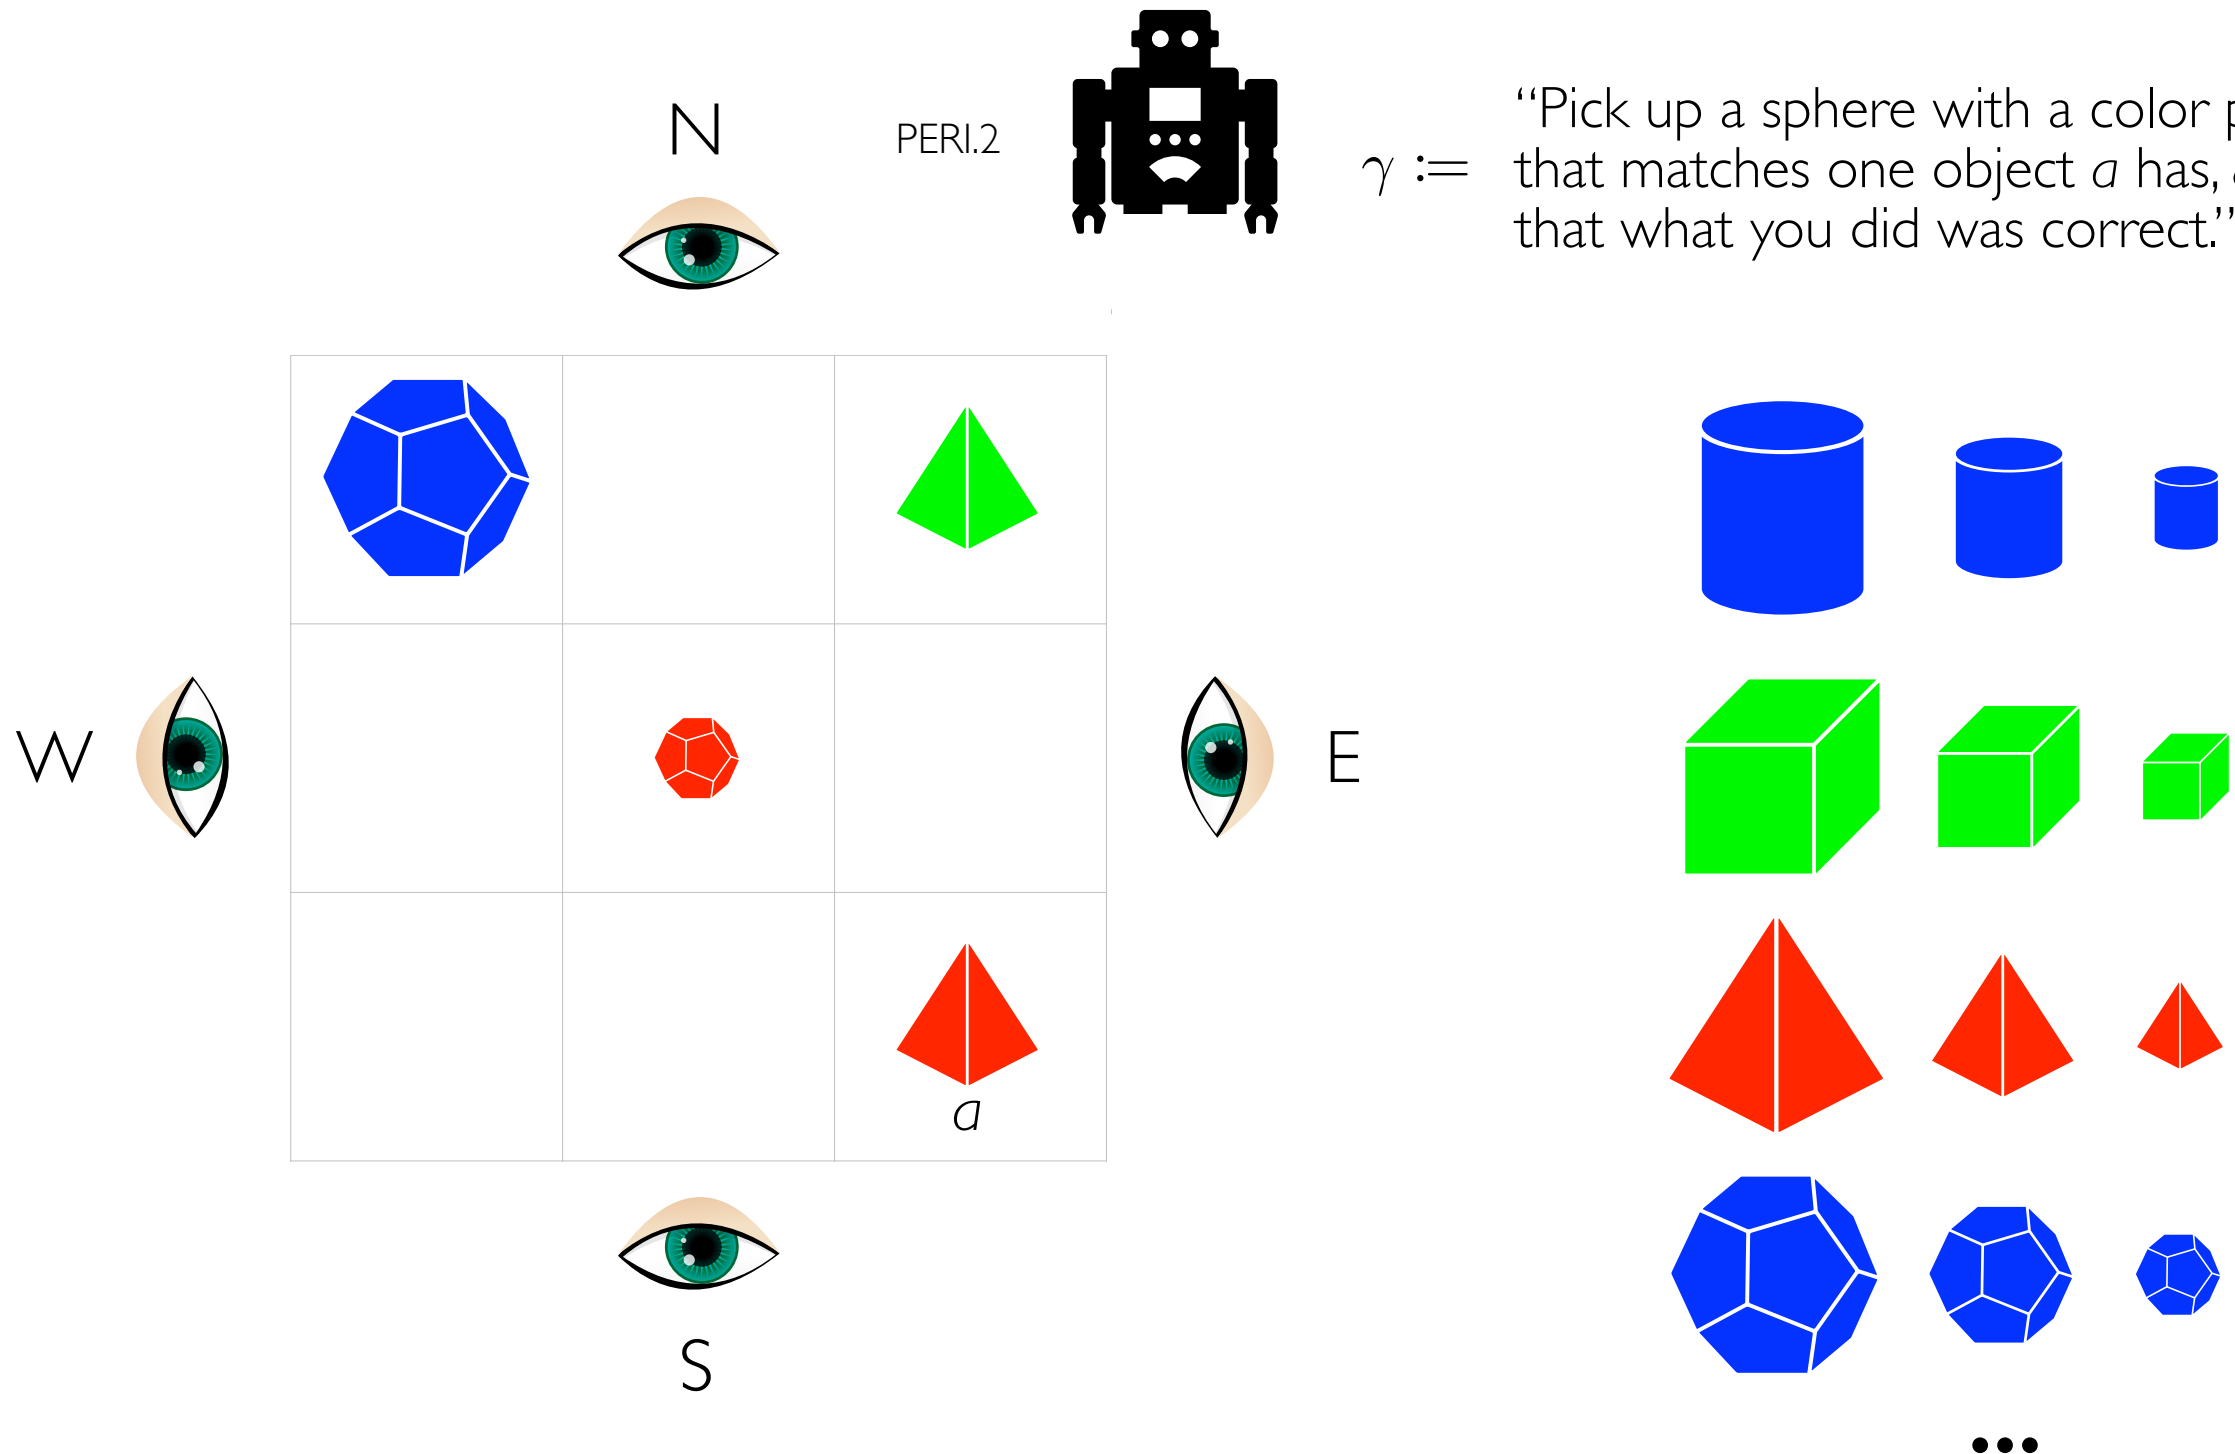 N
PERI.2
“Pick up a sphere with a color
γ := that matches one object a has,
that what you did was correct.”
W
E
a
S
...